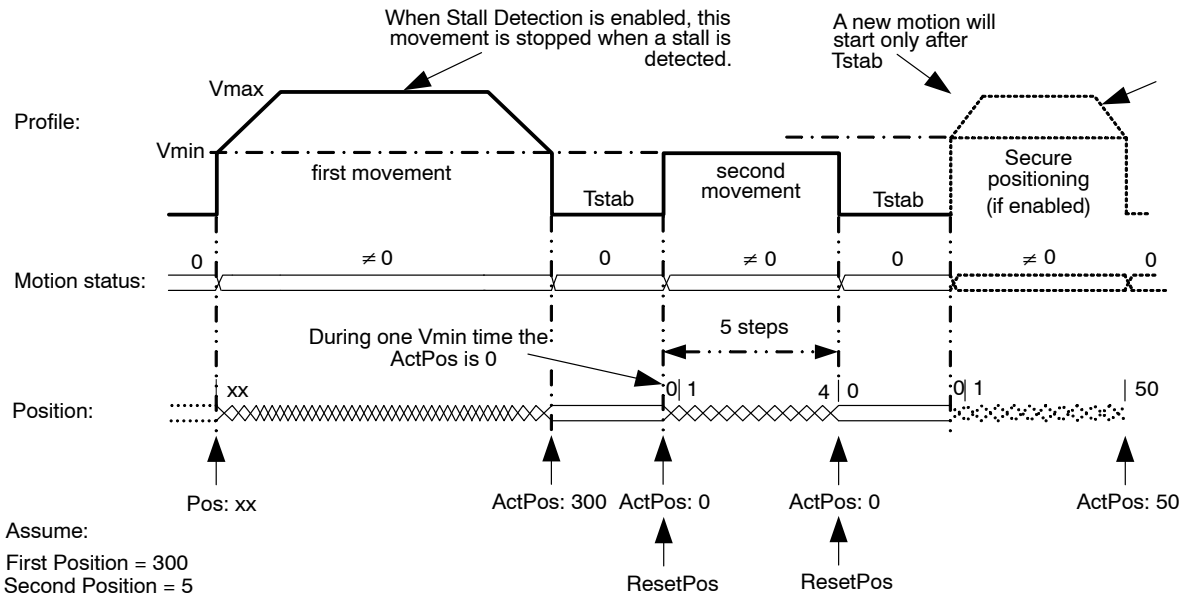 When Stall Detection is enabled, this
movement is stopped when a stall is
detected.
A new motion will
start only after
Tstab
Profile:
Vmax
Vmin
first movement
Tstab
second
movement
Tstab
Secure
positioning
(if enabled)
Motion status:
0
≠ 0
0
≠ 0
0
≠ 0
0
During one Vmin time the
ActPos is 0
5 steps
Position:
xx
0 1
4 0
0 1
50
Pos: xx
ActPos: 300
ActPos: 0
ActPos: 0
ActPos: 50
Assume:
First Position = 300
Second Position = 5
ResetPos
ResetPos